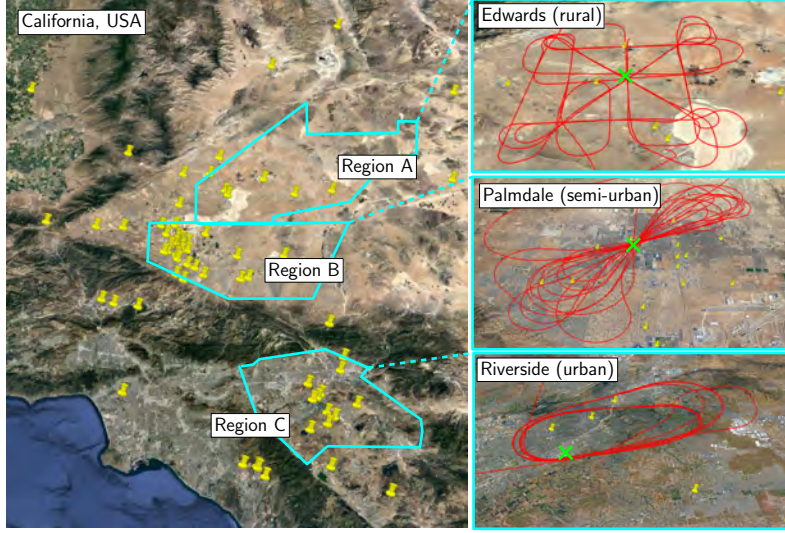 California, USA
Region A
Region B
Region C
Edwards (rural)
Palmdale (semi-urban)
Riverside (urban)